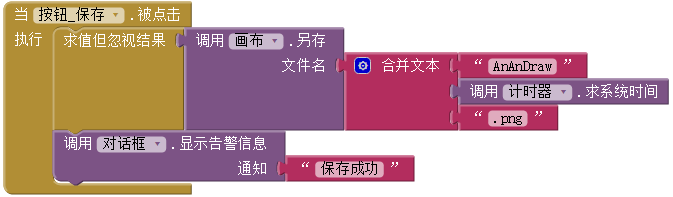 当 按钮_保存 .被点击
执行 求值但忽视结果 调用 画布 .另存
文件名 合并文本 “ AnAnDraw ”
调用 计时器 .求系统时间
“ .png ”
调用 对话框 .显示告警信息
通知 “ 保存成功 ”